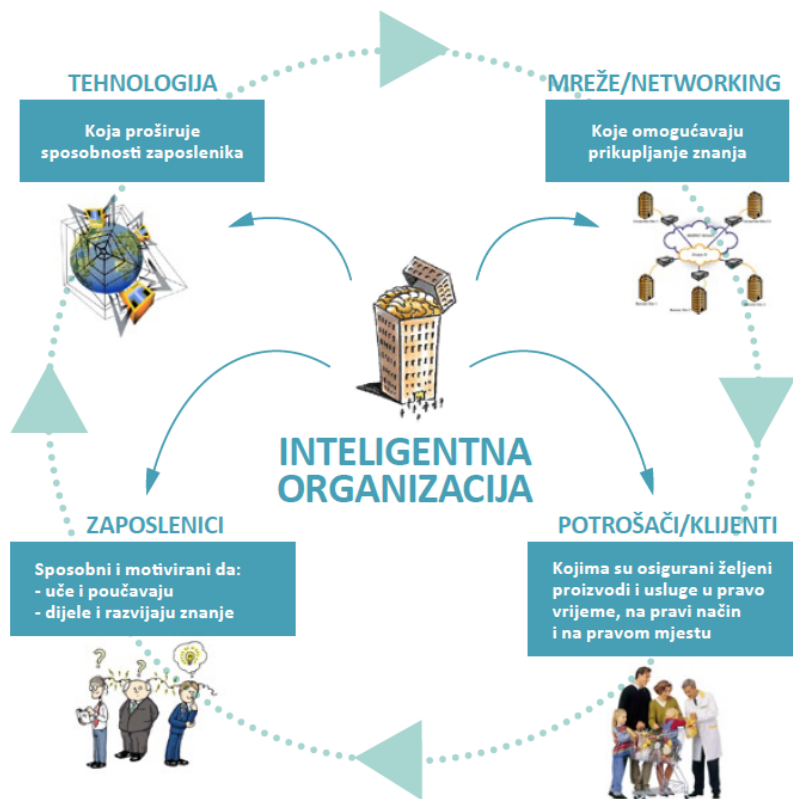 TEHNOLOGIJA
Koja proširuje
sposobnosti zaposlenika
MREŽE/NETWORKING
Koje omogućavaju
prikupljanje znanja
INTELIGENTNA
ORGANIZACIJA
ZAPOSLENICI
Sposobni i motivirani da:
- uče i poučavaju
- dijele i razvijaju znanje
POTROŠAČI/KLIJENTI
Kojima su osigurani željeni
proizvodi i usluge u pravo
vrijeme, na pravi način
i na pravom mjestu
? ?